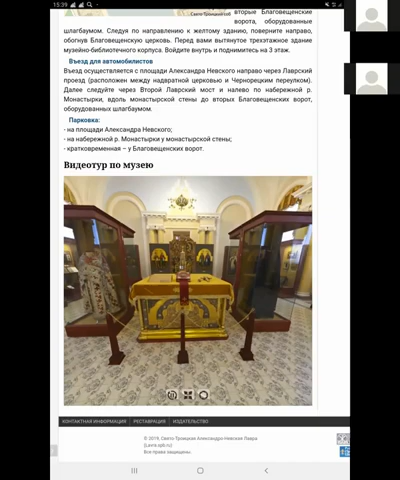 15:39
Свято-Троицкий соб
вторые Благовещенские
ворота, оборудованные
шлагбаумом. Следуя по направлению к желтому зданию, поверните направо,
обогнув Благовещенскую церковь. Перед вами вытянутое трехэтажное здание
музейно-библиотечного корпуса. Войдите внутрь и поднимитесь на 3 этаж.
Въезд для автомобилистов
Въезд осуществляется с площади Александра Невского направо через Лаврский
проезд (расположен между надвратной церковью и Чернорецким переулком).
Далее следуйте через Второй Лаврский мост и налево по набережной р.
Монастырки, вдоль монастырской стены до вторых Благовещенских ворот,
оборудованных шлагбаумом.
Парковка:
- на площади Александра Невского;
- на набережной р. Монастырки у монастырской стены;
- кратковременная – у Благовещенских ворот.
Видеотур по музею
КОНТАКТНАЯ ИНФОРМАЦИЯ РЕСТАВРАЦИЯ ИЗДАТЕЛЬСТВО
© 2019, Свято-Троицкая Александро-Невская Лавра
(Lavra.spb.ru)
Все права защищены.